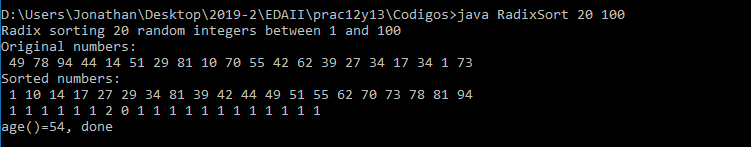 D:\Users\Jonathan\Desktop\2019-2\EDAII\prac12y13\Codigos>java RadixSort 20 100
Radix sorting 20 random integers between 1 and 100
Original numbers:
49 78 94 44 14 51 29 81 10 70 55 42 62 39 27 34 17 34 1 73
Sorted numbers:
1 10 14 17 27 29 34 81 39 42 44 49 51 55 62 70 73 78 81 94
1 1 1 1 1 1 2 0 1 1 1 1 1 1 1 1 1 1 1 1
age()=54, done